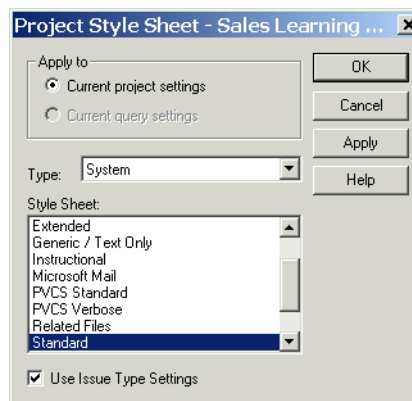 Project Style Sheet - Sales Learning ...
Apply to
Current project settings
Current query settings
OK
Cancel
Apply
Help
Type:
System
Style Sheet:
Extended
Generic / Text Only
Instructional
Microsoft Mail
PVCS Standard
PVCS Verbose
Related Files
Standard
Use Issue Type Settings